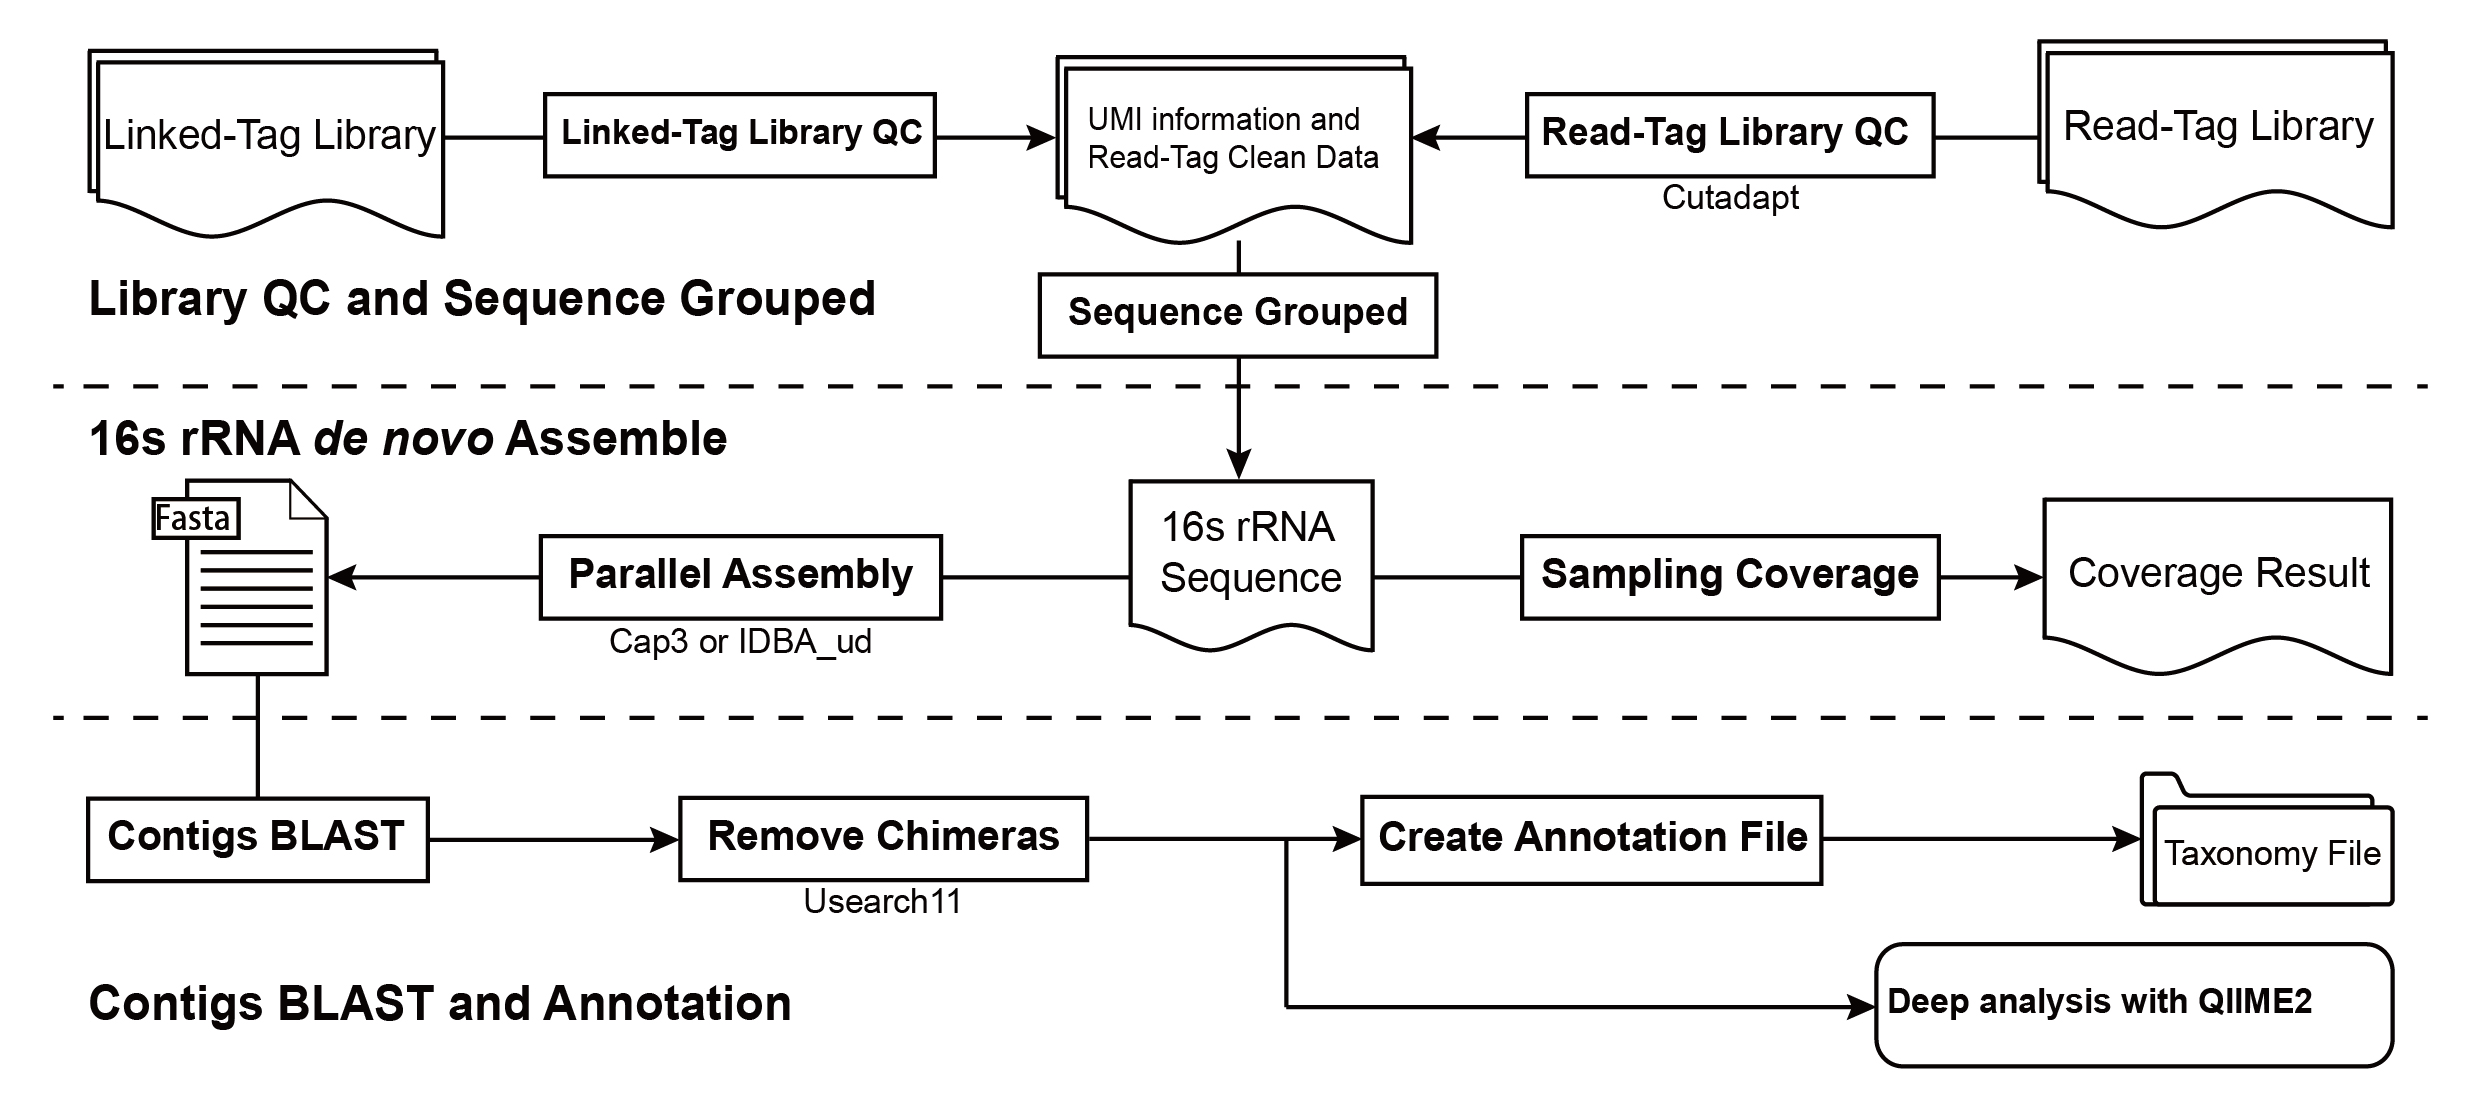 Linked-Tag Library
Linked-Tag Library QC
UMI information and
Read-Tag Clean Data
Read-Tag Library QC
Cutadapt
Read-Tag Library
Library QC and Sequence Grouped
Sequence Grouped
16s rRNA de novo Assemble
Fasta
Parallel Assembly
Cap3 or IDBA_ud
16s rRNA
Sequence
Sampling Coverage
Coverage Result
Contigs BLAST
Remove Chimeras
Usearch11
Create Annotation File
Taxonomy File
Contigs BLAST and Annotation
Deep analysis with QIIME2